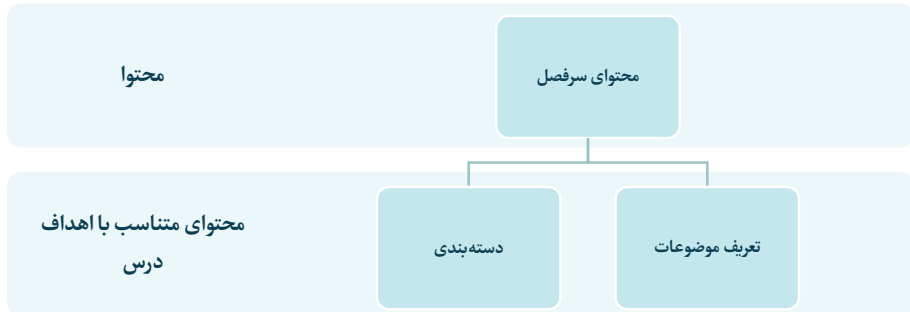 محتوای سرفصل
محتوا
تعریف موضوعات
دسته‌بندی
محتوای متناسب با اهداف
درس